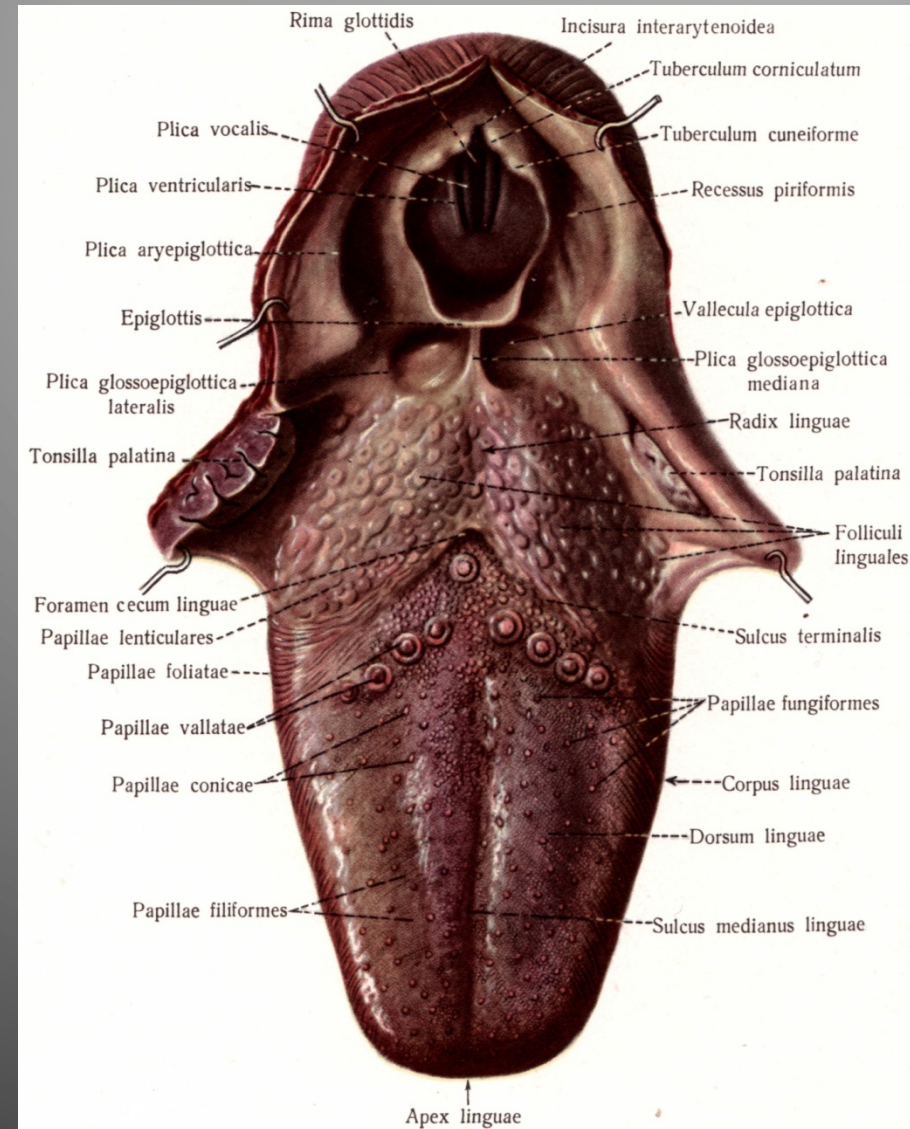 Rima glottidis
Incisura interarytenoidea
Tuberculum corniculatum
Plica vocalis
Tuberculum cuneiforme
Plica ventricularis
Recessus piriformis
Plica aryepiglottica
Epiglottis
Vallecula epiglottica
Plica glossoepiglottica
lateralis
Plica glossoepiglottica
mediana
Radix linguae
Tonsilla palatina
Tonsilla palatina
Folliculi
linguales
Foramen cecum linguae
Papillae lenticulares
Sulcus terminalis
Papillae foliatae
Papillae vallatae
Papillae fungiformes
Papillae conicae
Corpus linguae
Dorsum linguae
Papillae filiformes
Sulcus medianus linguae
Apex linguae